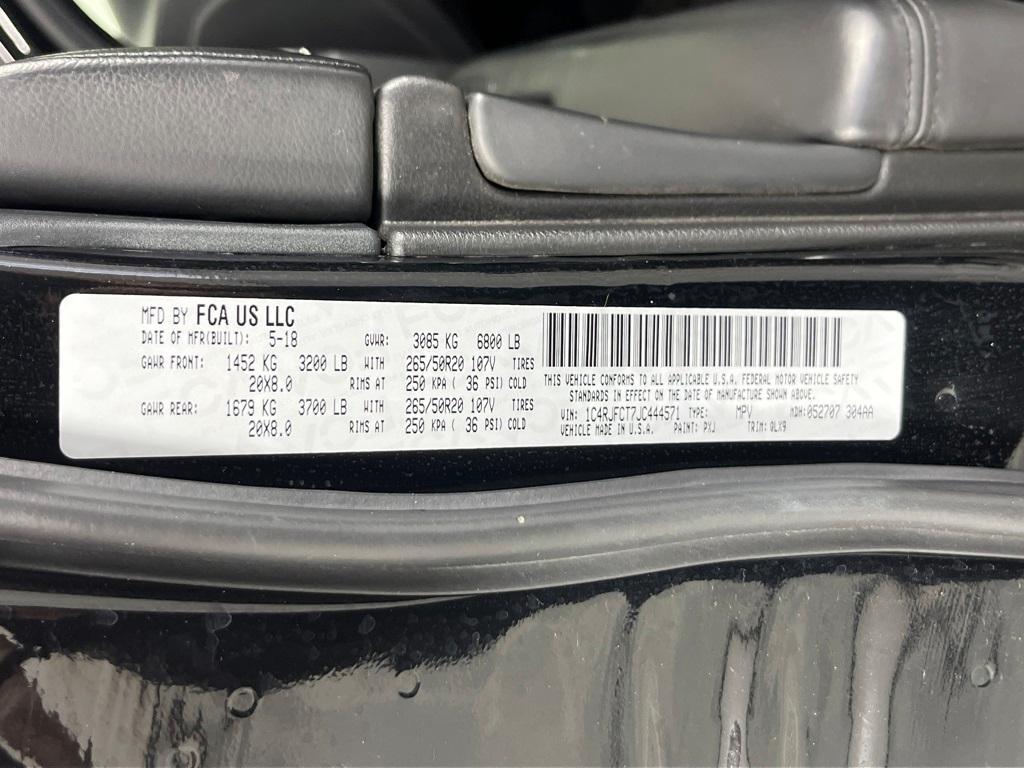 MFD BY FCA US LLC
DATE OF MFR(BUILT): 5-18 GVWR: 3085 KG 6800 LB
GAWR FRONT: 1452 KG 3200 LB WITH 265/50R20 107V TIRES
20X8.0 RIMS AT 250 KPA ( 36 PSI) COLD
GAWR REAR: 1679 KG 3700 LB WITH 265/50R20 107V TIRES
20X8.0 RIMS AT 250 KPA ( 36 PSI) COLD
THIS VEHICLE CONFORMS TO ALL APPLICABLE U.S.A. FEDERAL MOTOR VEHICLE SAFETY
STANDARDS IN EFFECT ON THE DATE OF MANUFACTURE SHOWN ABOVE.
VIN: 1C4RJFCT7JC444571 TYPE: MPV MDH:052707 304AA
VEHICLE MADE IN U.S.A. PAINT: PXJ TRIM: QLX9